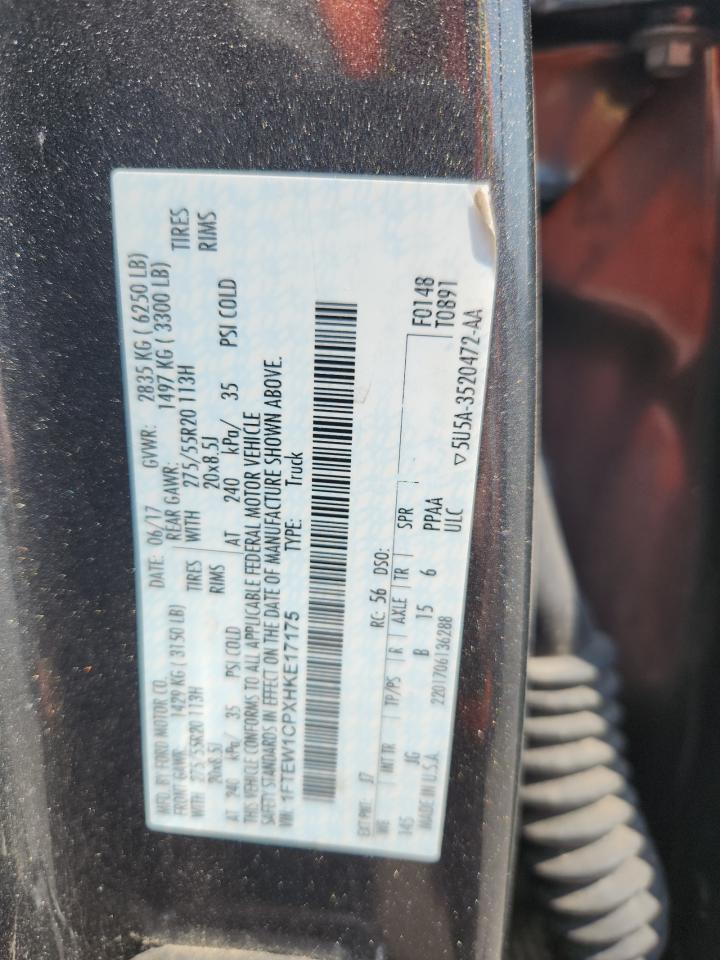 MFD. BY FORD MOTOR CO. DATE: 06/17 GVWR: 2835 KG ( 6250 LB)
FRONT GAWR: 1429 KG ( 3150 LB) REAR GAWR: 1497 KG ( 3300 LB)
WITH 275/55R20 113H TIRES WITH 275/55R20 113H TIRES
20x8.5J RIMS 20x8.5J RIMS
AT 240 kPa/ 35 PSI COLD AT 240 kPa/ 35 PSI COLD
THIS VEHICLE CONFORMS TO ALL APPLICABLE FEDERAL MOTOR VEHICLE
SAFETY STANDARDS IN EFFECT ON THE DATE OF MANUFACTURE SHOWN ABOVE.
VIN: 1FTEW1CPXHKE17175 TYPE: Truck
EXT PNT: J7 RC: 56 DSO: F0148
WB INT TR TP/PS R AXLE TR SPR T0891
145 JG B 15 6 PPAA
MADE IN U.S.A. 2201706136288 ULC ▽5U5A-3520472-AA